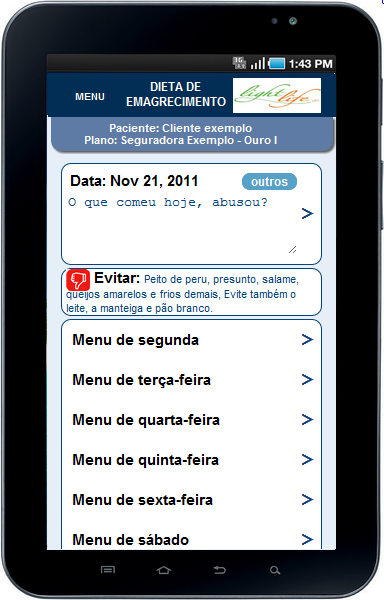 3G
1:43 PM
MENU
DIETA DE
EMAGRECIMENTO
light
life
Paciente: Cliente exemplo
Plano: Seguradora Exemplo - Ouro I
Data: Nov 21, 2011
outros
O que comeu hoje, abusou?
Evitar: Peito de peru, presunto, salame,
queijos amarelos e frios demais, Evite também o
leite, a manteiga e pão branco.
Menu de segunda
Menu de terça-feira
Menu de quarta-feira
Menu de quinta-feira
Menu de sexta-feira
Menu de sábado